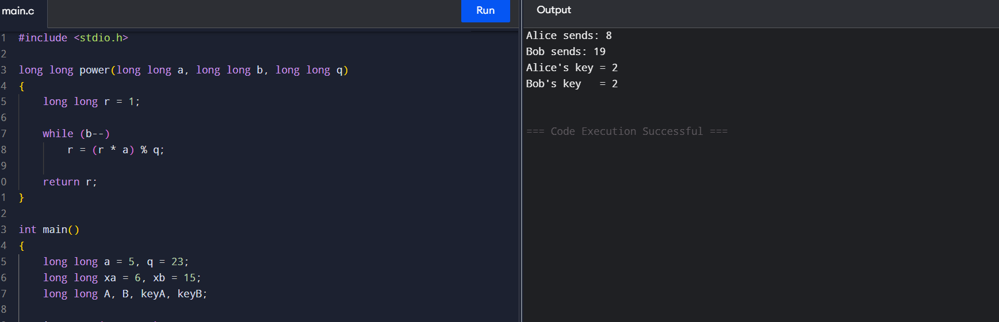 main.c
Run
Output
1 #include <stdio.h>
2
3 long long power(long long a, long long b, long long q)
4 {
5 long long r = 1;
6
7 while (b--)
8 r = (r * a) % q;
9
0 return r;
1 }
2
3 int main()
4 {
5 long long a = 5, q = 23;
6 long long xa = 6, xb = 15;
7 long long A, B, keyA, keyB;
8
Alice sends: 8
Bob sends: 19
Alice's key = 2
Bob's key   = 2
=== Code Execution Successful ===